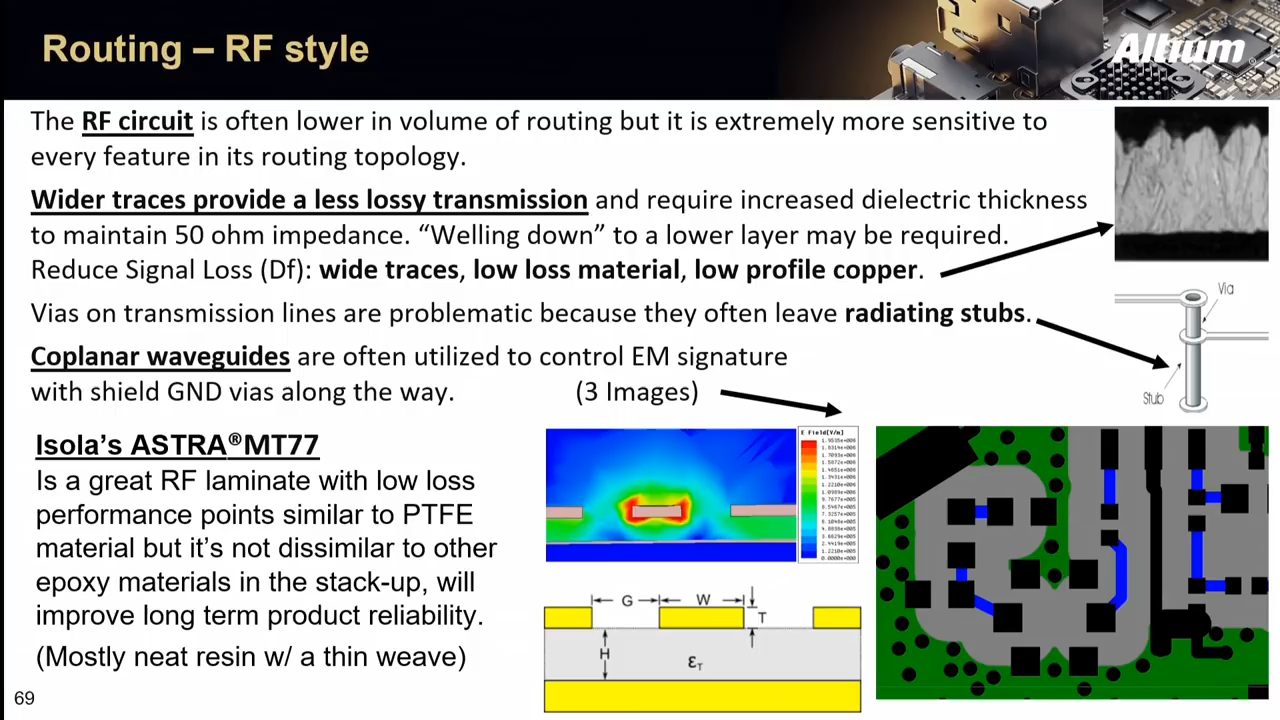 Routing – RF style
Altium®
The RF circuit is often lower in volume of routing but it is extremely more sensitive to
every feature in its routing topology.
Wider traces provide a less lossy transmission and require increased dielectric thickness
to maintain 50 ohm impedance. “Welling down” to a lower layer may be required.
Reduce Signal Loss (Df): wide traces, low loss material, low profile copper.
Via
Vias on transmission lines are problematic because they often leave radiating stubs.
Coplanar waveguides are often utilized to control EM signature
with shield GND vias along the way. (3 Images)
Stub
Isola’s ASTRA®MT77
Is a great RF laminate with low loss
performance points similar to PTFE
material but it’s not dissimilar to other
epoxy materials in the stack-up, will
improve long term product reliability.
(Mostly neat resin w/ a thin weave)
E Field[V/m]
G
W
T
H
εT
69